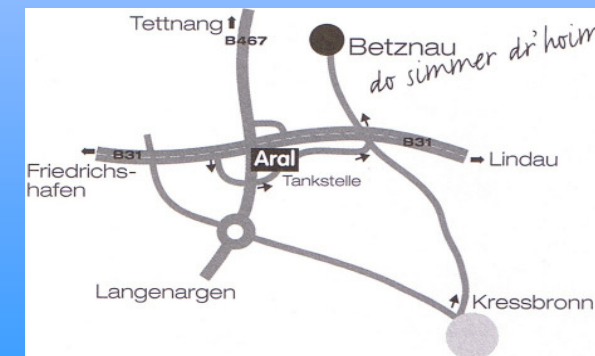 Tettnang
B467
Betznau
do simmer dr' hoim
B31
B31
Aral
Friedrichs-
hafen
Lindau
Tankstelle
Langenargen
Kressbronn